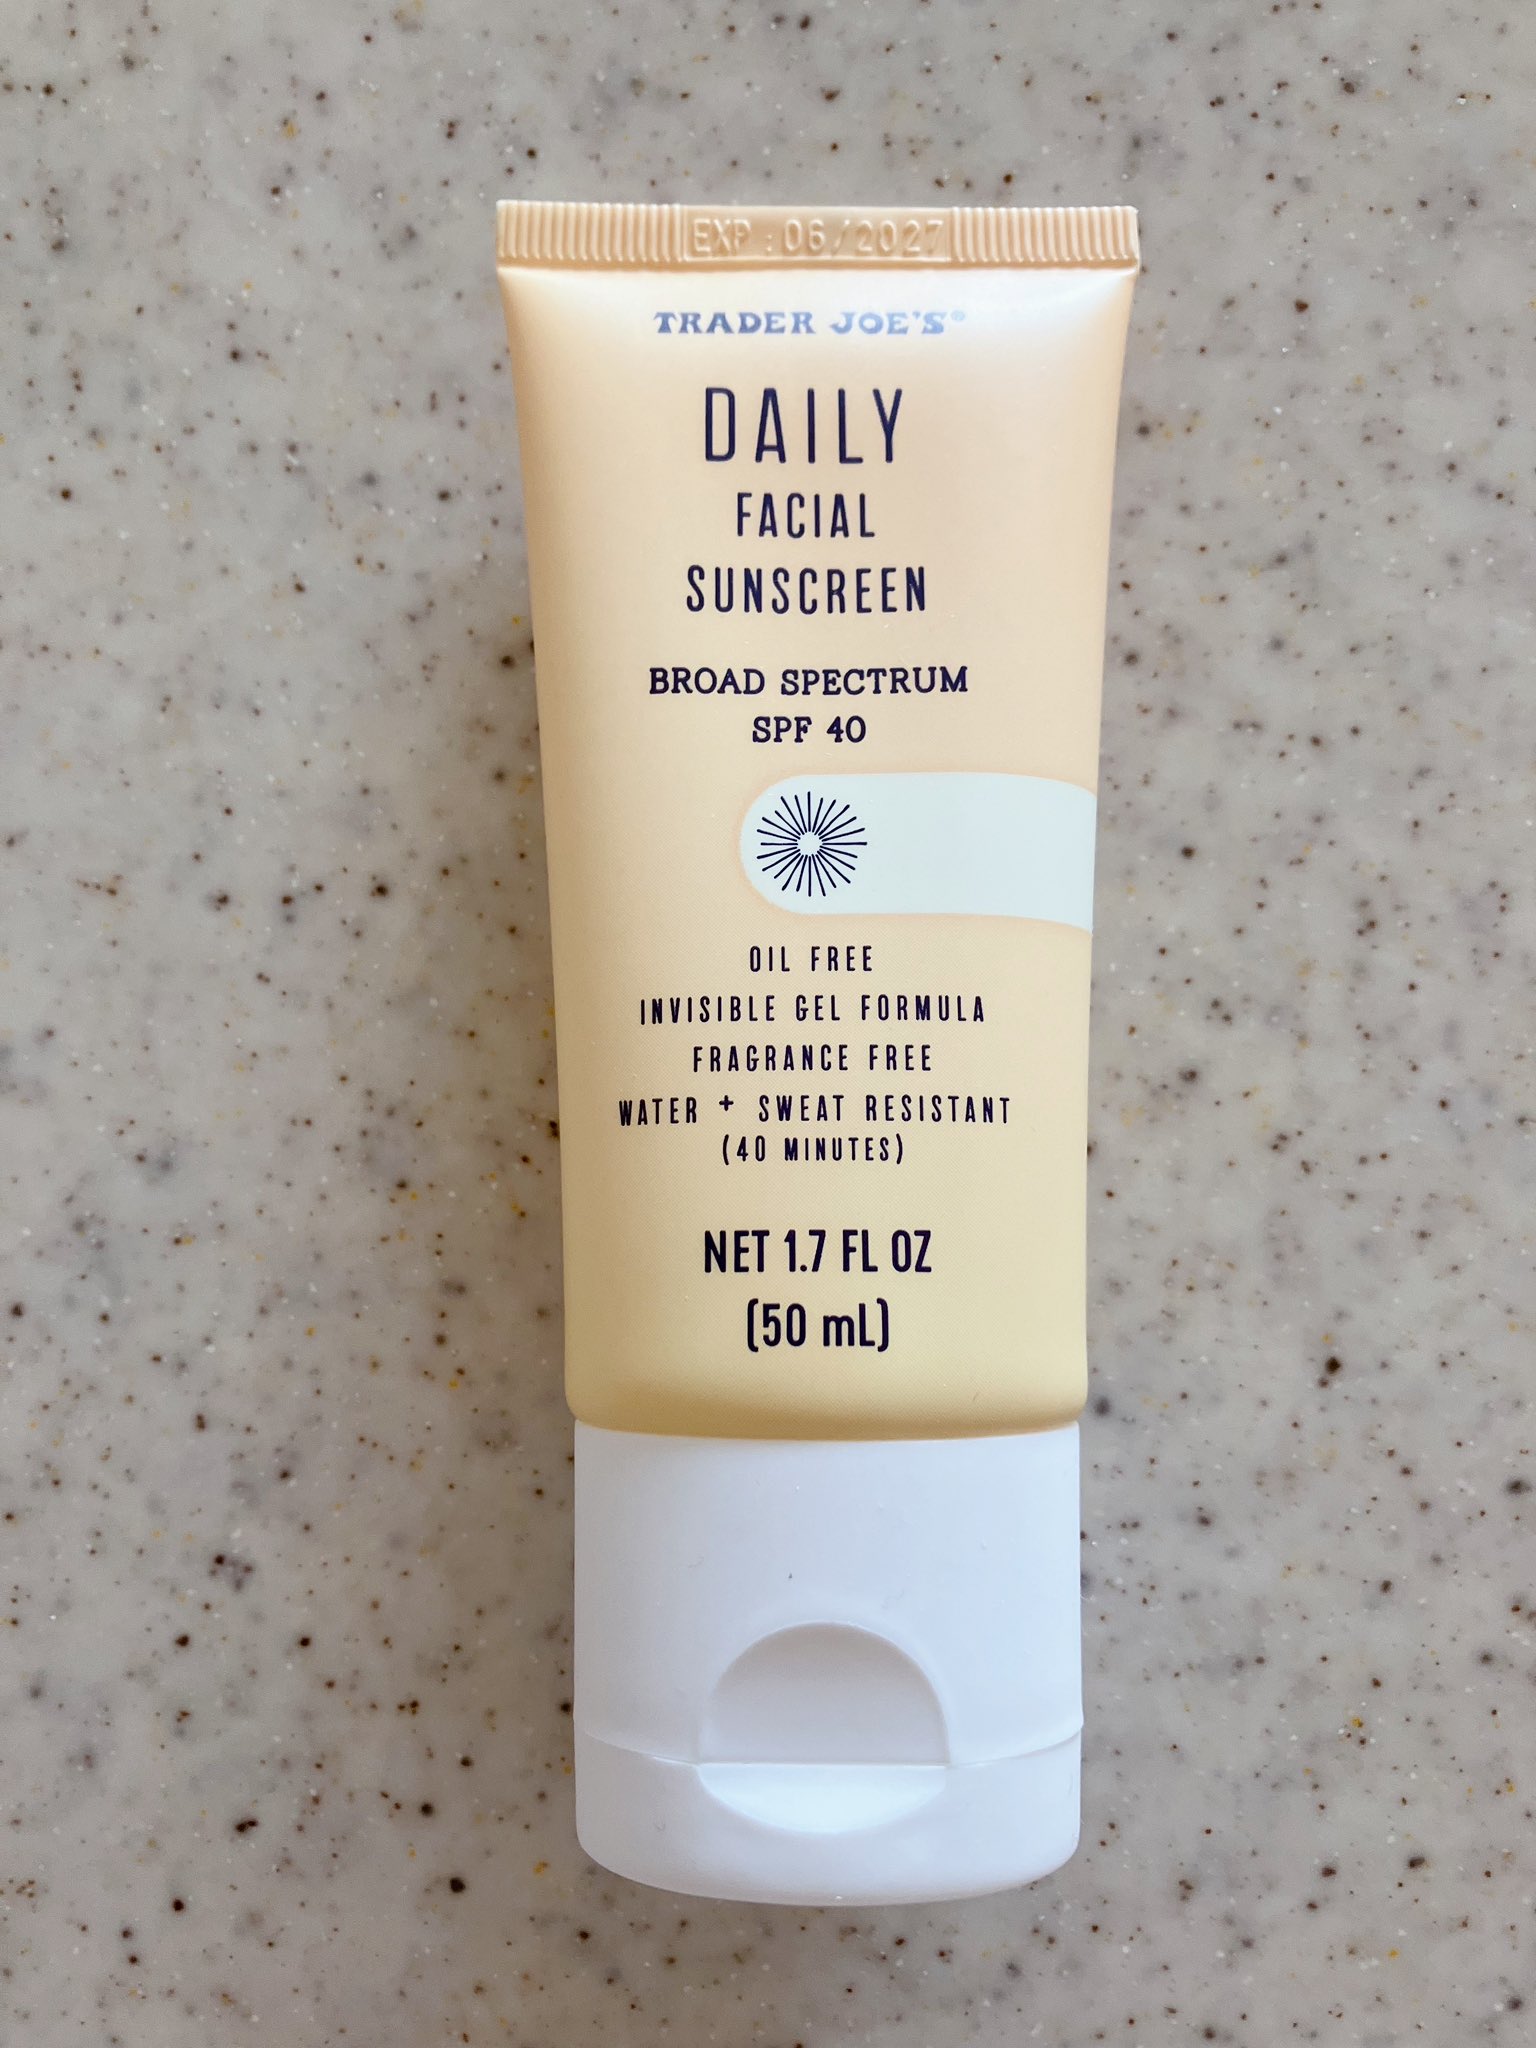 EXP : 06/2027
TRADER JOE'S®
DAILY
FACIAL
SUNSCREEN
BROAD SPECTRUM
SPF 40
OIL FREE
INVISIBLE GEL FORMULA
FRAGRANCE FREE
WATER + SWEAT RESISTANT
(40 MINUTES)
NET 1.7 FL OZ
(50 mL)